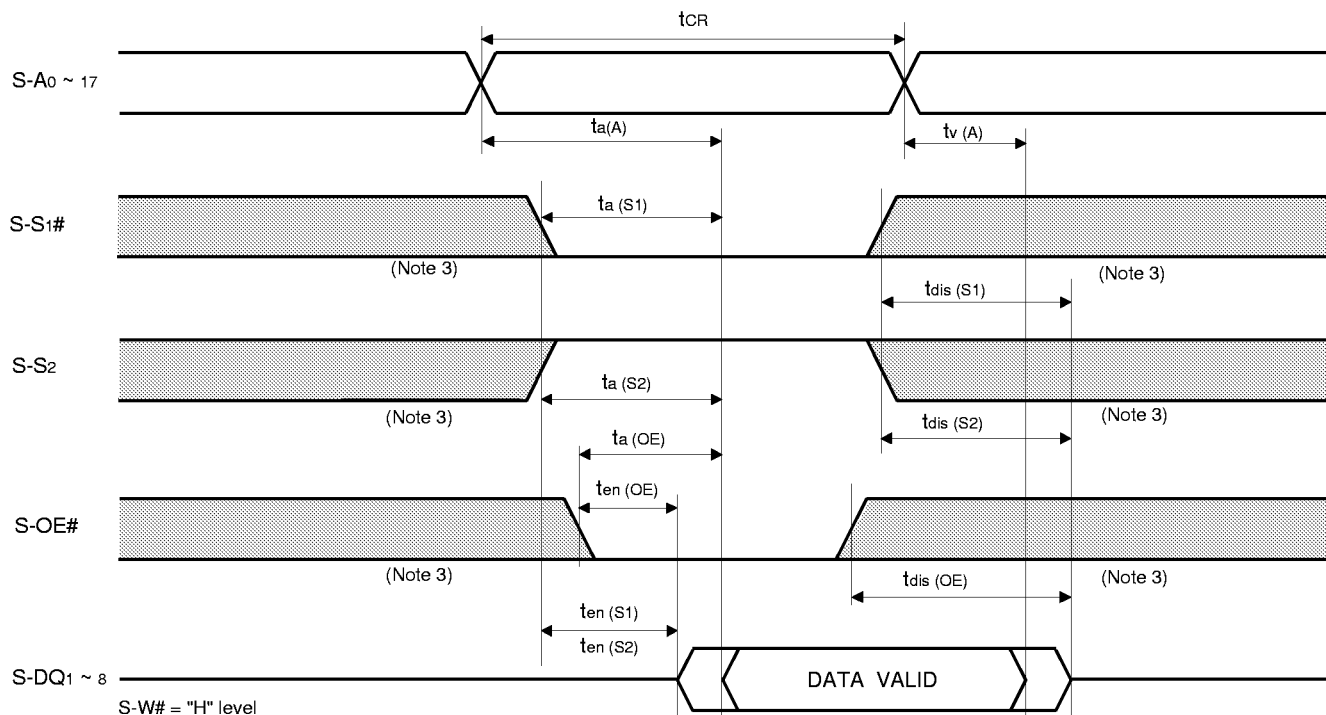 tCR
S-A0 ~ 17
ta(A)
tv (A)
ta (S1)
S-S1#
(Note 3)
(Note 3)
tdis (S1)
S-S2
ta (S2)
(Note 3)
(Note 3)
tdis (S2)
ta (OE)
ten (OE)
S-OE#
(Note 3)
(Note 3)
tdis (OE)
ten (S1)
ten (S2)
S-DQ1 ~ 8
DATA VALID
S-W# = "H" level